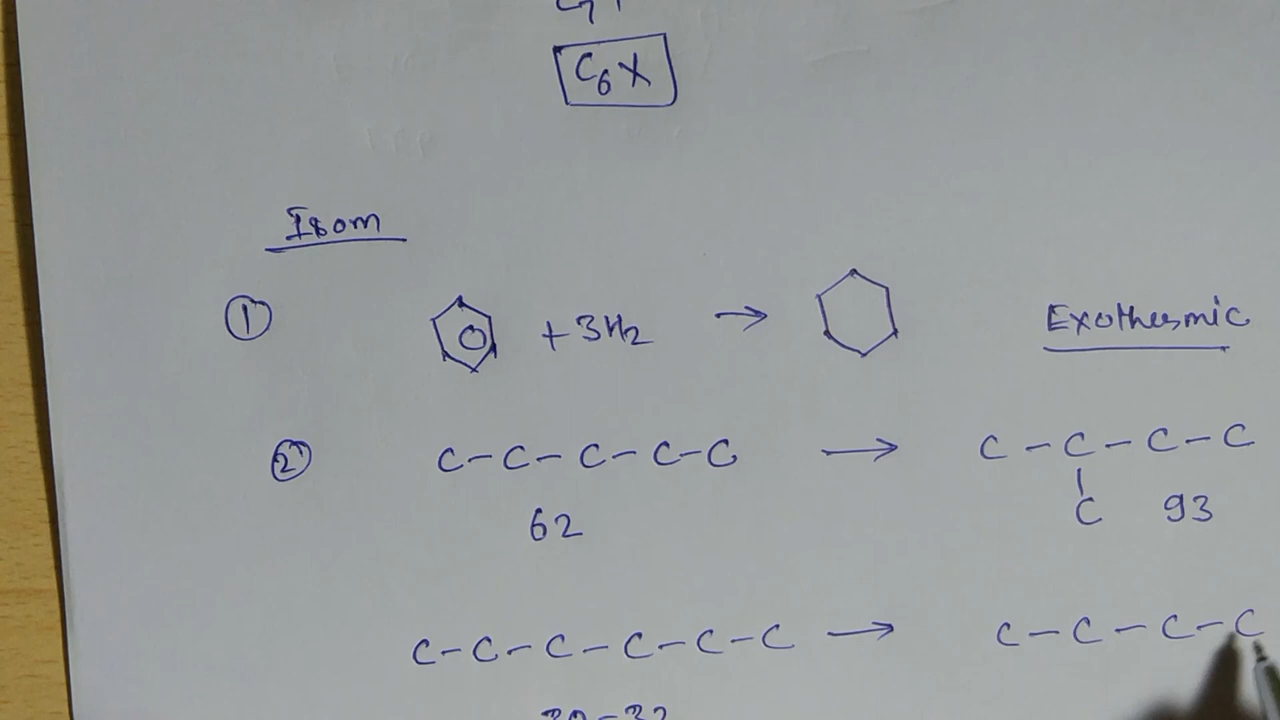 C6X
Isom
① + 3H2 → Exothermic
② C-C-C-C-C → C-C-C-C
C
62 93
C-C-C-C-C-C → C-C-C-C